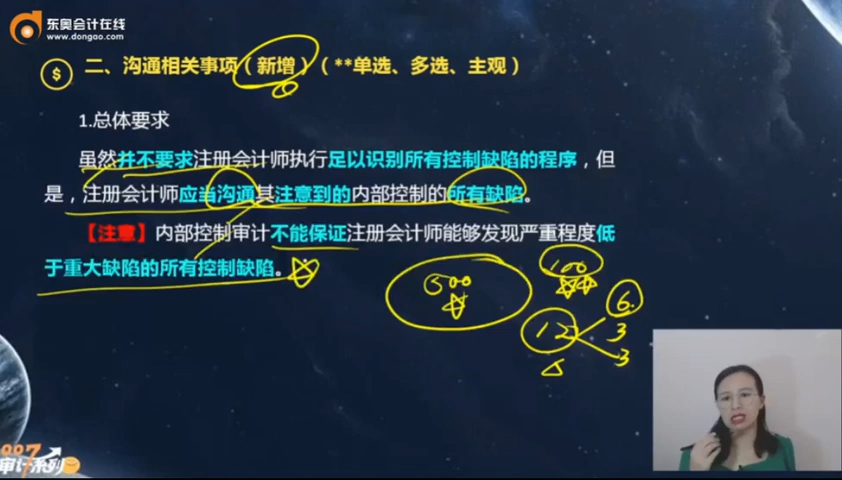 东奥会计在线
www.dongao.com
$
二、沟通相关事项（新增）（**单选、多选、主观）
1.总体要求
虽然并不要求注册会计师执行足以识别所有控制缺陷的程序，但
是，注册会计师应当沟通其注意到的内部控制的所有缺陷。
【注意】内部控制审计不能保证注册会计师能够发现严重程度低
于重大缺陷的所有控制缺陷。
500
100
12
6
3
3
审计系列